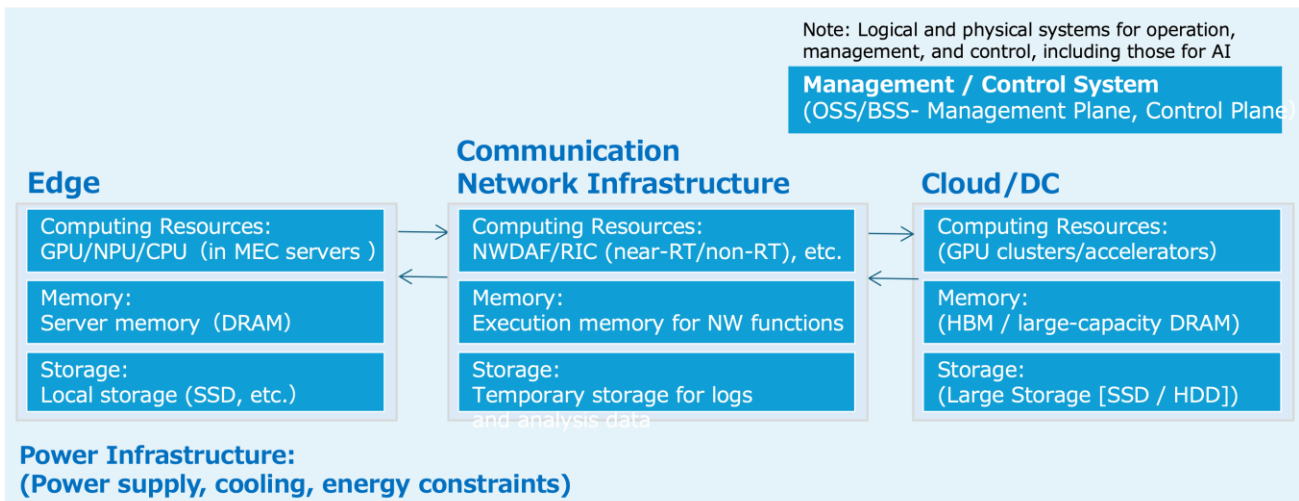 Note: Logical and physical systems for operation,
management, and control, including those for AI
Management / Control System
(OSS/BSS- Management Plane, Control Plane)
Edge
Computing Resources:
GPU/NPU/CPU（in MEC servers ）
Memory:
Server memory（DRAM）
Storage:
Local storage (SSD, etc.)
Communication
Network Infrastructure
Computing Resources:
NWDAF/RIC (near-RT/non-RT), etc.
Memory:
Execution memory for NW functions
Storage:
Temporary storage for logs
and analysis data
Cloud/DC
Computing Resources:
(GPU clusters/accelerators)
Memory:
(HBM / large-capacity DRAM)
Storage:
(Large Storage [SSD / HDD])
Power Infrastructure:
(Power supply, cooling, energy constraints)